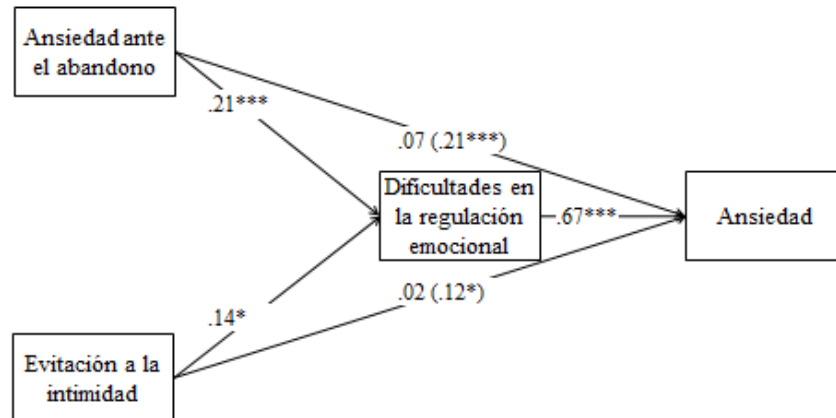 Ansiedad ante
el abandono
.21***
.07 (.21***)
Dificultades en
la regulación
emocional
.67***
Ansiedad
.02 (.12*)
.14*
Evitación a la
intimidad